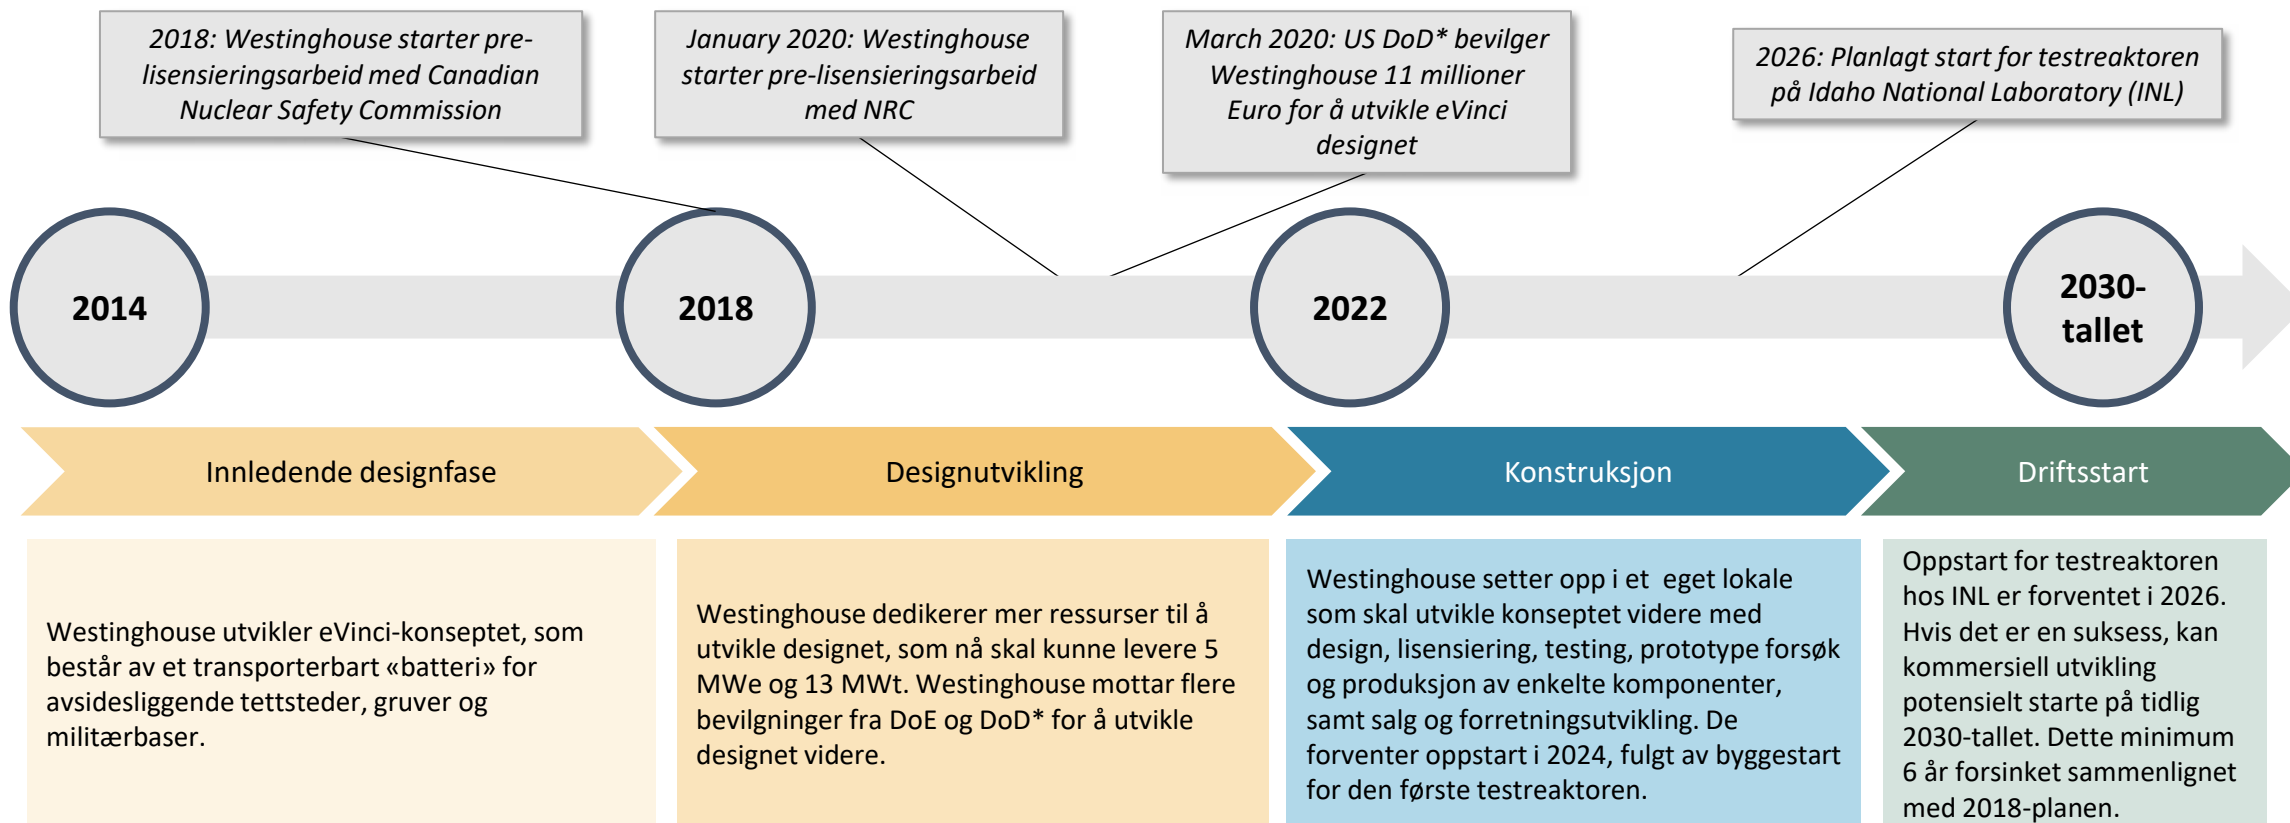 2018: Westinghouse starter pre-
lisensieringsarbeid med Canadian
Nuclear Safety Commission
January 2020: Westinghouse
starter pre-lisensieringsarbeid
med NRC
March 2020: US DoD* bevilger
Westinghouse 11 millioner
Euro for å utvikle eVinci
designet
2026: Planlagt start for testreaktoren
på Idaho National Laboratory (INL)
2014
2018
2022
2030-
tallet
Innledende designfase
Designutvikling
Konstruksjon
Driftsstart
Westinghouse utvikler eVinci-konseptet, som
består av et transporterbart «batteri» for
avsidesliggende tettsteder, gruver og
militærbaser.
Westinghouse dedikerer mer ressurser til å
utvikle designet, som nå skal kunne levere 5
MWe og 13 MWt. Westinghouse mottar flere
bevilgninger fra DoE og DoD* for å utvikle
designet videre.
Westinghouse setter opp i et  eget lokale
som skal utvikle konseptet videre med
design, lisensiering, testing, prototype forsøk
og produksjon av enkelte komponenter,
samt salg og forretningsutvikling. De
forventer oppstart i 2024, fulgt av byggestart
for den første testreaktoren.
Oppstart for testreaktoren
hos INL er forventet i 2026.
Hvis det er en suksess, kan
kommersiell utvikling
potensielt starte på tidlig
2030-tallet. Dette minimum
6 år forsinket sammenlignet
med 2018-planen.